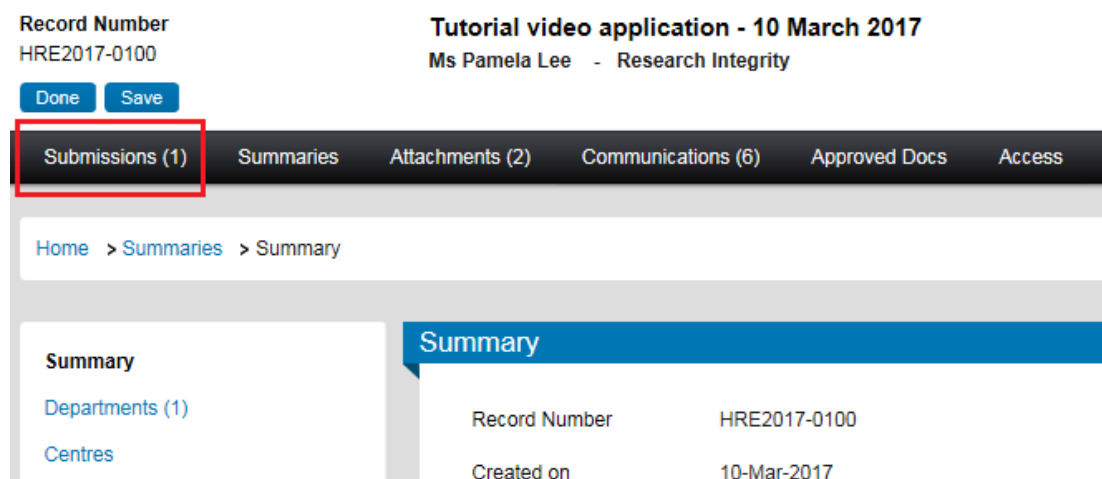 Record Number
HRE2017-0100
Tutorial video application - 10 March 2017
Ms Pamela Lee - Research Integrity
Done Save
Submissions (1) Summaries Attachments (2) Communications (6) Approved Docs Access
Home > Summaries > Summary
Summary
Departments (1)
Centres
Summary
Record Number HRE2017-0100
Created on 10-Mar-2017